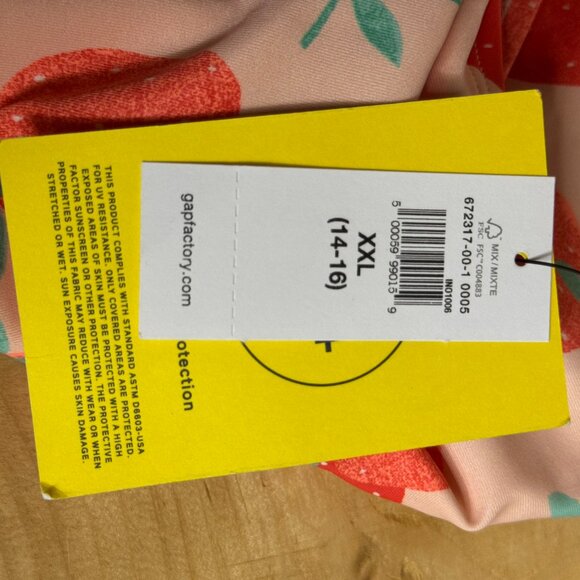 672317-00-1 0005
MIX / MIXTE
FSC FSC™ C004883
IN01006
5 00059 99015 9
XXL
(14-16)
gapfactory.com
otection
THIS PRODUCT COMPLIES WITH STANDARD ASTM D6603-USA
FOR UV RESISTANCE. ONLY COVERED AREAS ARE PROTECTED.
EXPOSED AREAS OF SKIN MUST BE PROTECTED WITH A HIGH
FACTOR SUNSCREEN OR OTHER PROTECTION. THE PROTECTIVE
PROPERTIES OF THIS FABRIC MAY REDUCE WITH WEAR OR WHEN
STRETCHED OR WET. SUN EXPOSURE CAUSES SKIN DAMAGE.